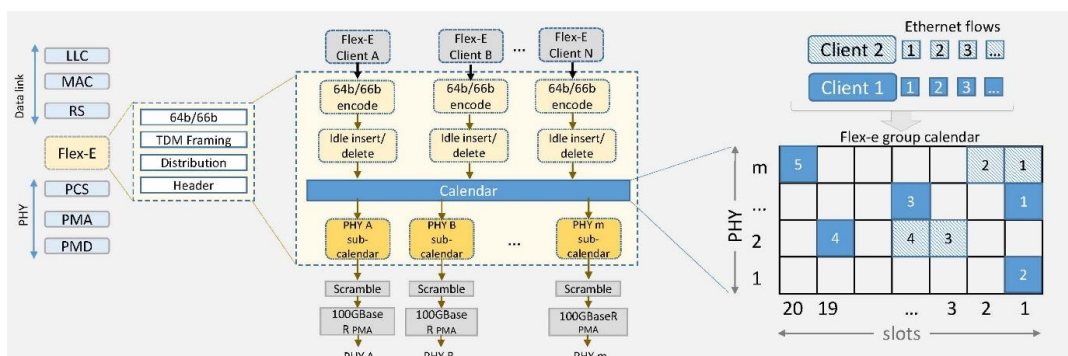 Data link
LLC
MAC
RS
Flex-E
PHY
PCS
PMA
PMD
64b/66b
TDM Framing
Distribution
Header
Flex-E
Client A
Flex-E
Client B
...
Flex-E
Client N
64b/66b
encode
64b/66b
encode
64b/66b
encode
Idle insert/
delete
Idle insert/
delete
Idle insert/
delete
Calendar
PHY A
sub-
calendar
PHY B
sub-
calendar
...
PHY m
sub-
calendar
Scramble
Scramble
Scramble
100GBase
R PMA
100GBase
R PMA
100GBaseR
PMA
PHY A
PHY B
PHY m
Ethernet flows
Client 2 1 2 3 ...
Client 1 1 2 3 ...
Flex-e group calendar
PHY
m 5 2 1
... 3 1
2 4 4 3
1 2
20 19 ... 3 2 1
slots